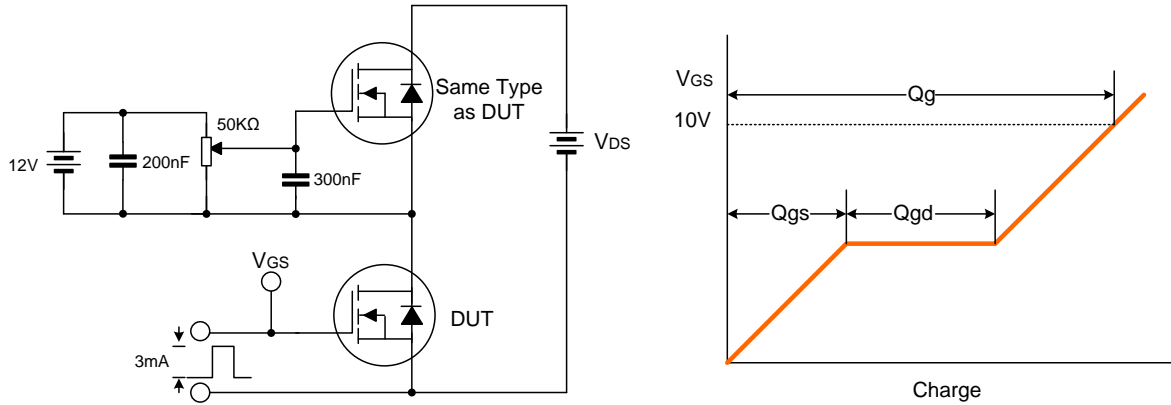 12V
200nF
50KΩ
300nF
Same Type
as DUT
VDS
VGS
DUT
3mA
VGS
10V
Qg
Qgs
Qgd
Charge